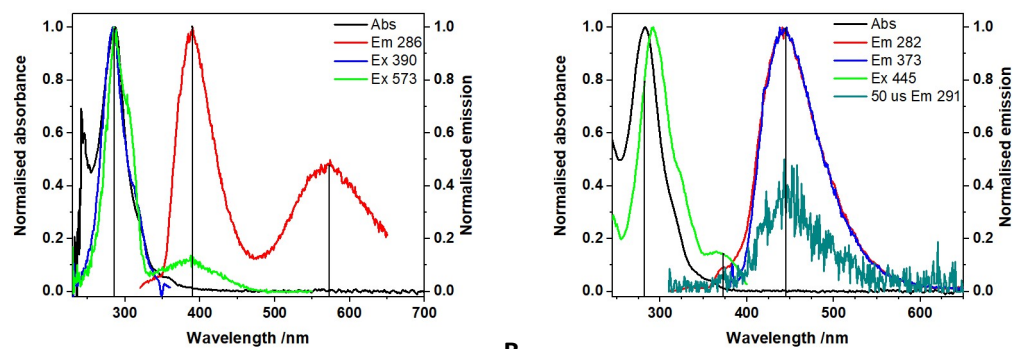 Abs
Em 286
Ex 390
Ex 573
1.0
0.8
0.6
0.4
0.2
0.0
Normalised absorbance
1.0
0.8
0.6
0.4
0.2
0.0
Normalised emission
300 400 500 600 700
Wavelength /nm
Abs
Em 282
Em 373
Ex 445
50 us Em 291
1.0
0.8
0.6
0.4
0.2
0.0
Normalised absorbance
1.0
0.8
0.6
0.4
0.2
0.0
Normalised emission
300 400 500 600
Wavelength /nm